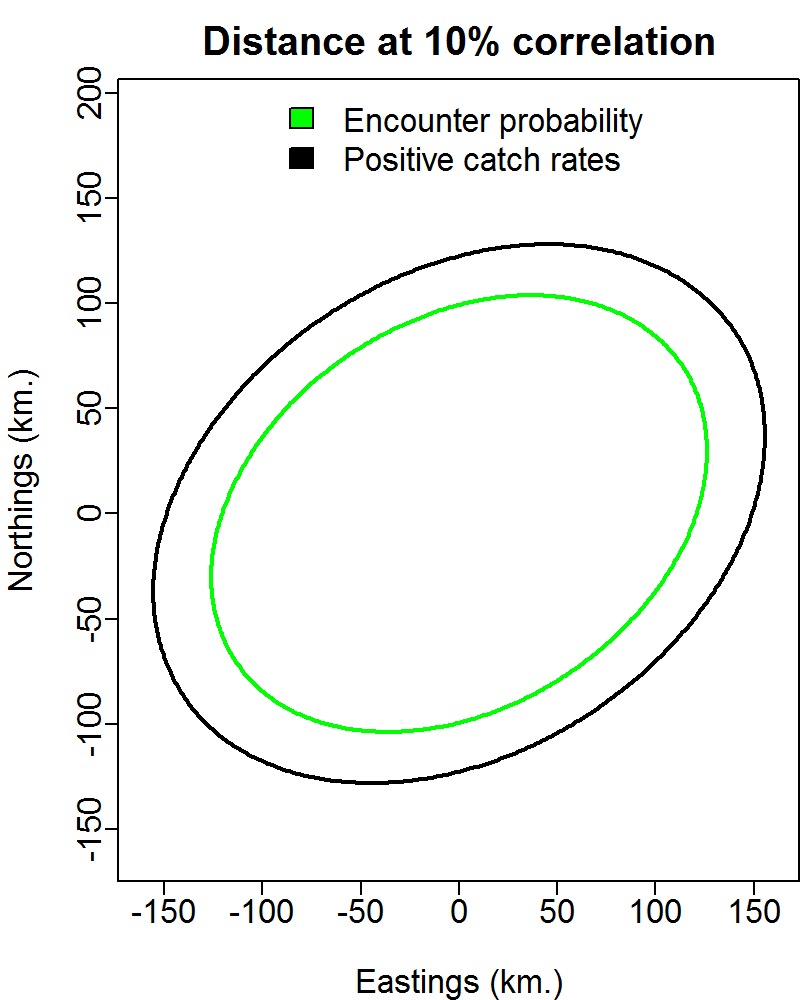 Distance at 10% correlation
Encounter probability
Positive catch rates
200
150
100
50
0
-50
-100
-150
Northings (km.)
-150 -100 -50 0 50 100 150
Eastings (km.)